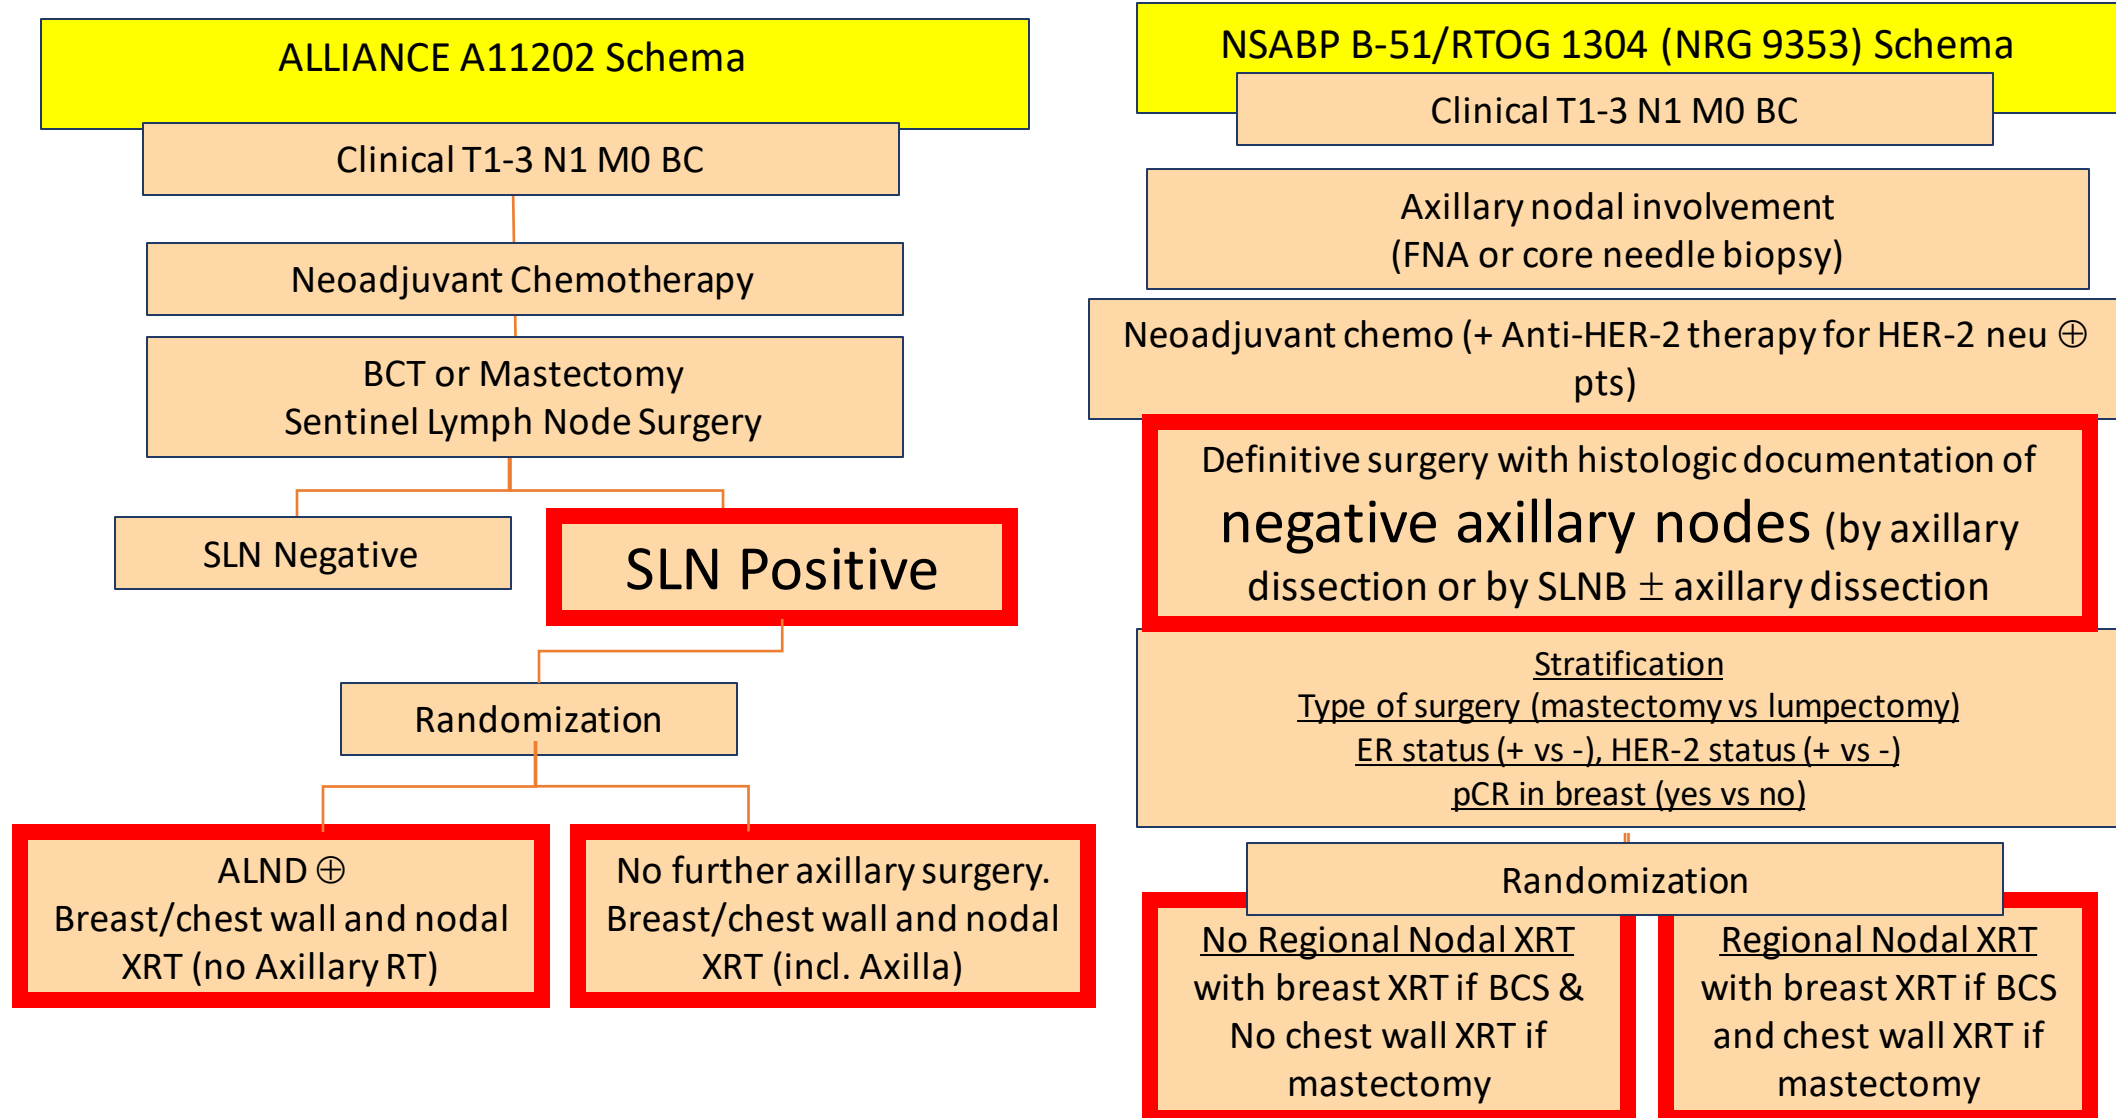 ALLIANCE A11202 Schema
Clinical T1-3 N1 M0 BC
Neoadjuvant Chemotherapy
BCT or Mastectomy
Sentinel Lymph Node Surgery
SLN Negative
SLN Positive
Randomization
ALND ⊕
Breast/chest wall and nodal
XRT (no Axillary RT)
No further axillary surgery.
Breast/chest wall and nodal
XRT (incl. Axilla)
NSABP B-51/RTOG 1304 (NRG 9353) Schema
Clinical T1-3 N1 M0 BC
Axillary nodal involvement
(FNA or core needle biopsy)
Neoadjuvant chemo (+ Anti-HER-2 therapy for HER-2 neu ⊕
pts)
Definitive surgery with histologic documentation of
negative axillary nodes (by axillary
dissection or by SLNB ± axillary dissection
Stratification
Type of surgery (mastectomy vs lumpectomy)
ER status (+ vs -), HER-2 status (+ vs -)
pCR in breast (yes vs no)
Randomization
No Regional Nodal XRT
with breast XRT if BCS &
No chest wall XRT if
mastectomy
Regional Nodal XRT
with breast XRT if BCS
and chest wall XRT if
mastectomy